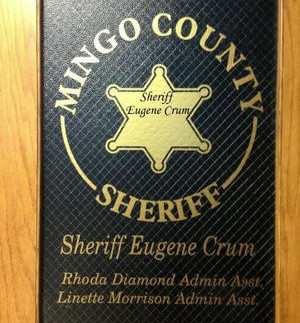 MINGO COUNTY
Sheriff
Eugene Crum
SHERIFF
Sheriff Eugene Crum
Rhoda Diamond Admin Asst.
Linette Morrison Admin Asst.